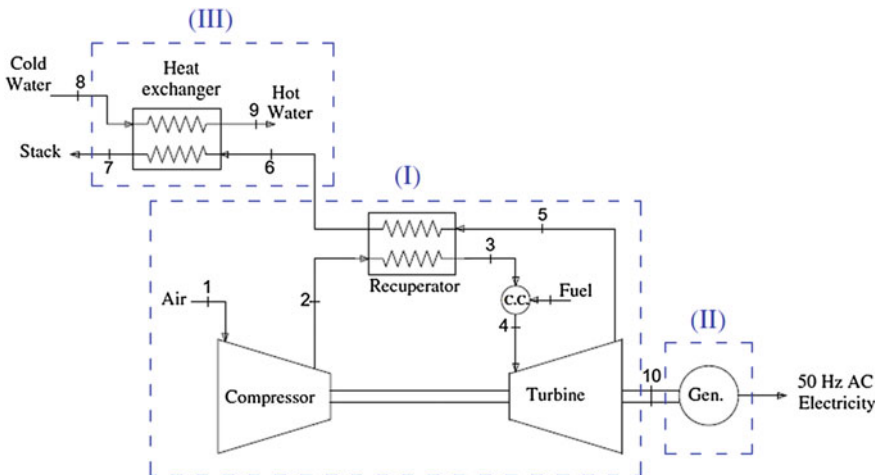 (III)
Cold
Water
8
Heat
exchanger
9
Hot
Water
Stack
7
6
(I)
5
3
2
Recuperator
Air
1
C.C.
Fuel
4
(II)
Compressor
Turbine
10
Gen.
50 Hz AC
Electricity